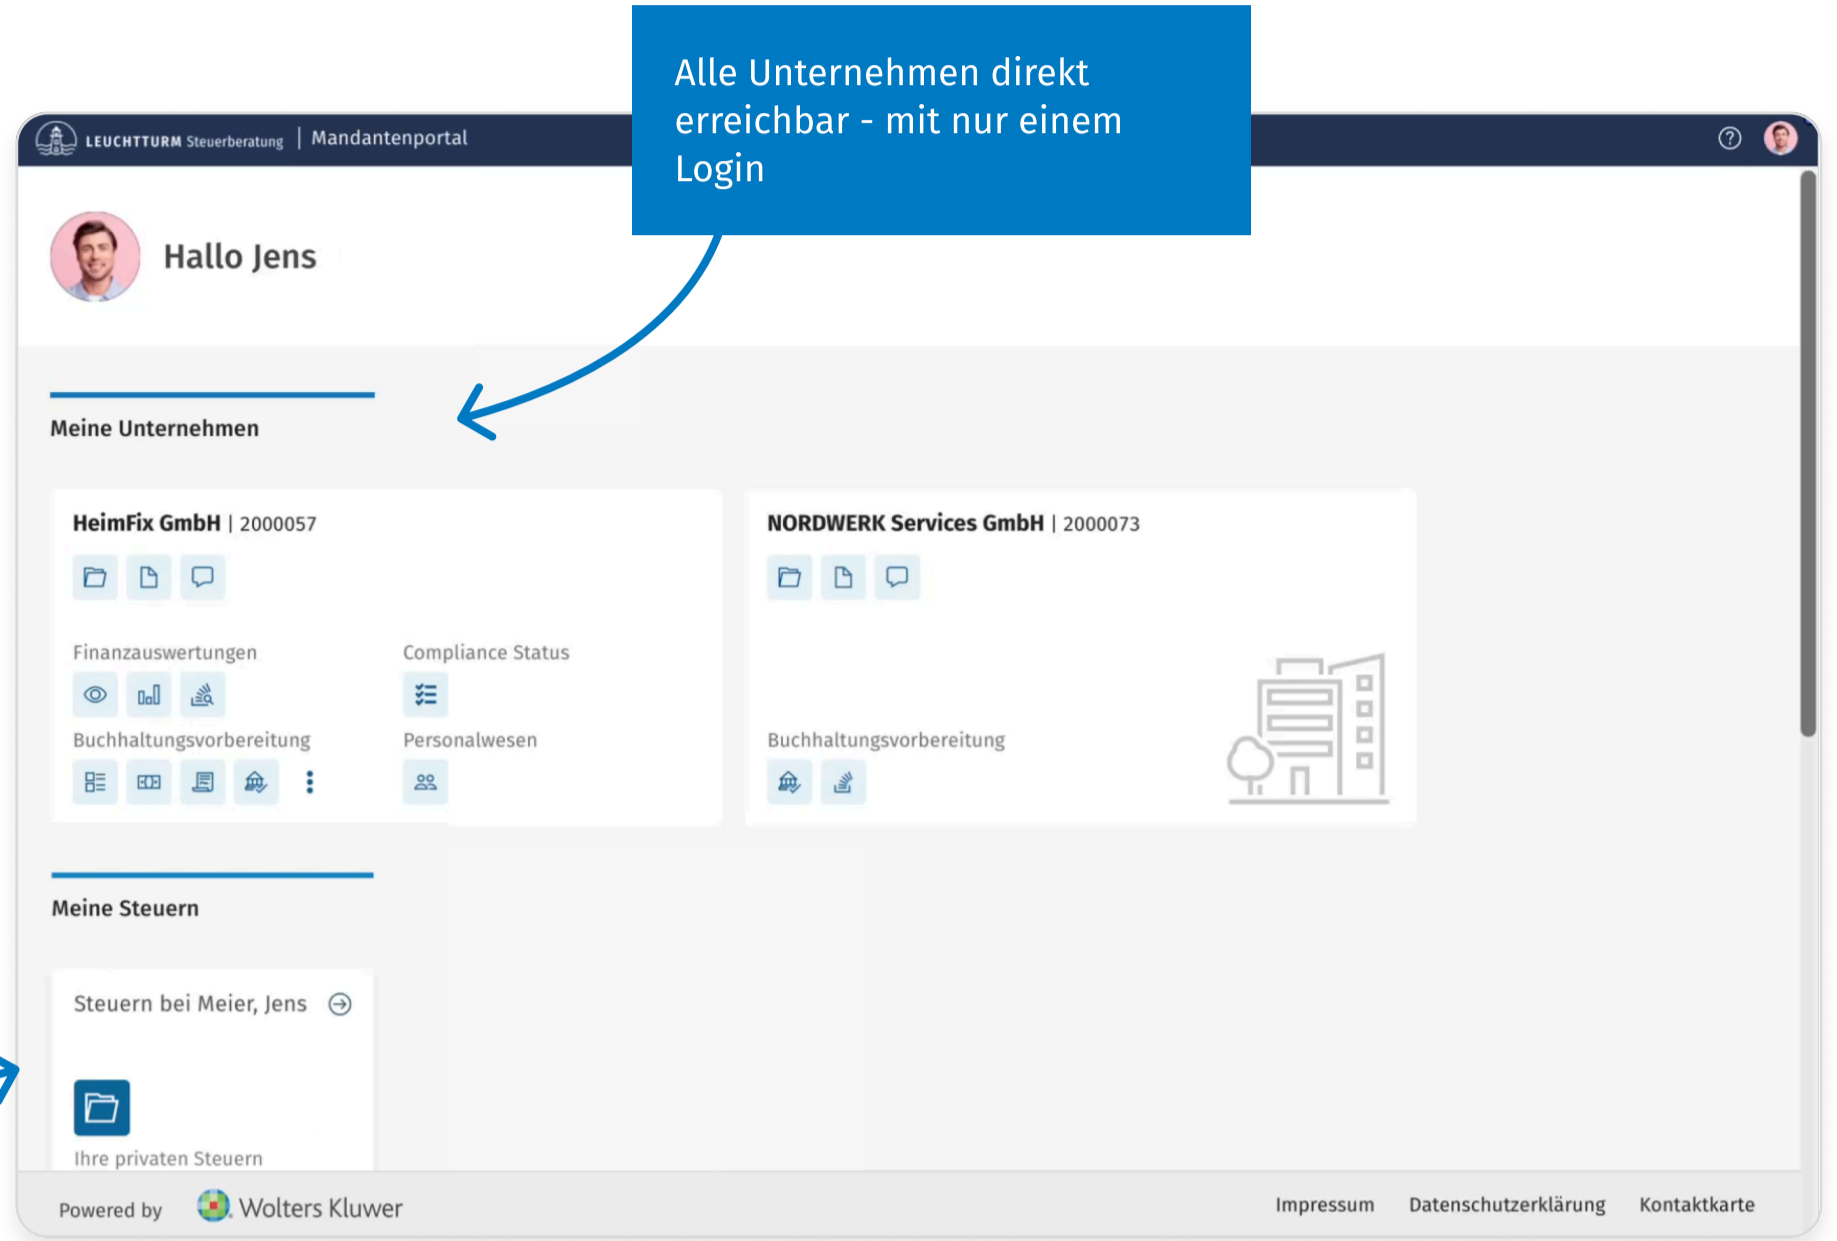 Alle Unternehmen direkt
erreichbar - mit nur einem
Login
LEUCHTTURM Steuerberatung | Mandantenportal
Hallo Jens
Meine Unternehmen
HeimFix GmbH | 2000057
NORDWERK Services GmbH | 2000073
Finanzauswertungen
Compliance Status
Buchhaltungsvorbereitung
Personalwesen
Buchhaltungsvorbereitung
Meine Steuern
Steuern bei Meier, Jens
Ihre privaten Steuern
Powered by Wolters Kluwer
Impressum Datenschutzerklärung Kontaktkarte